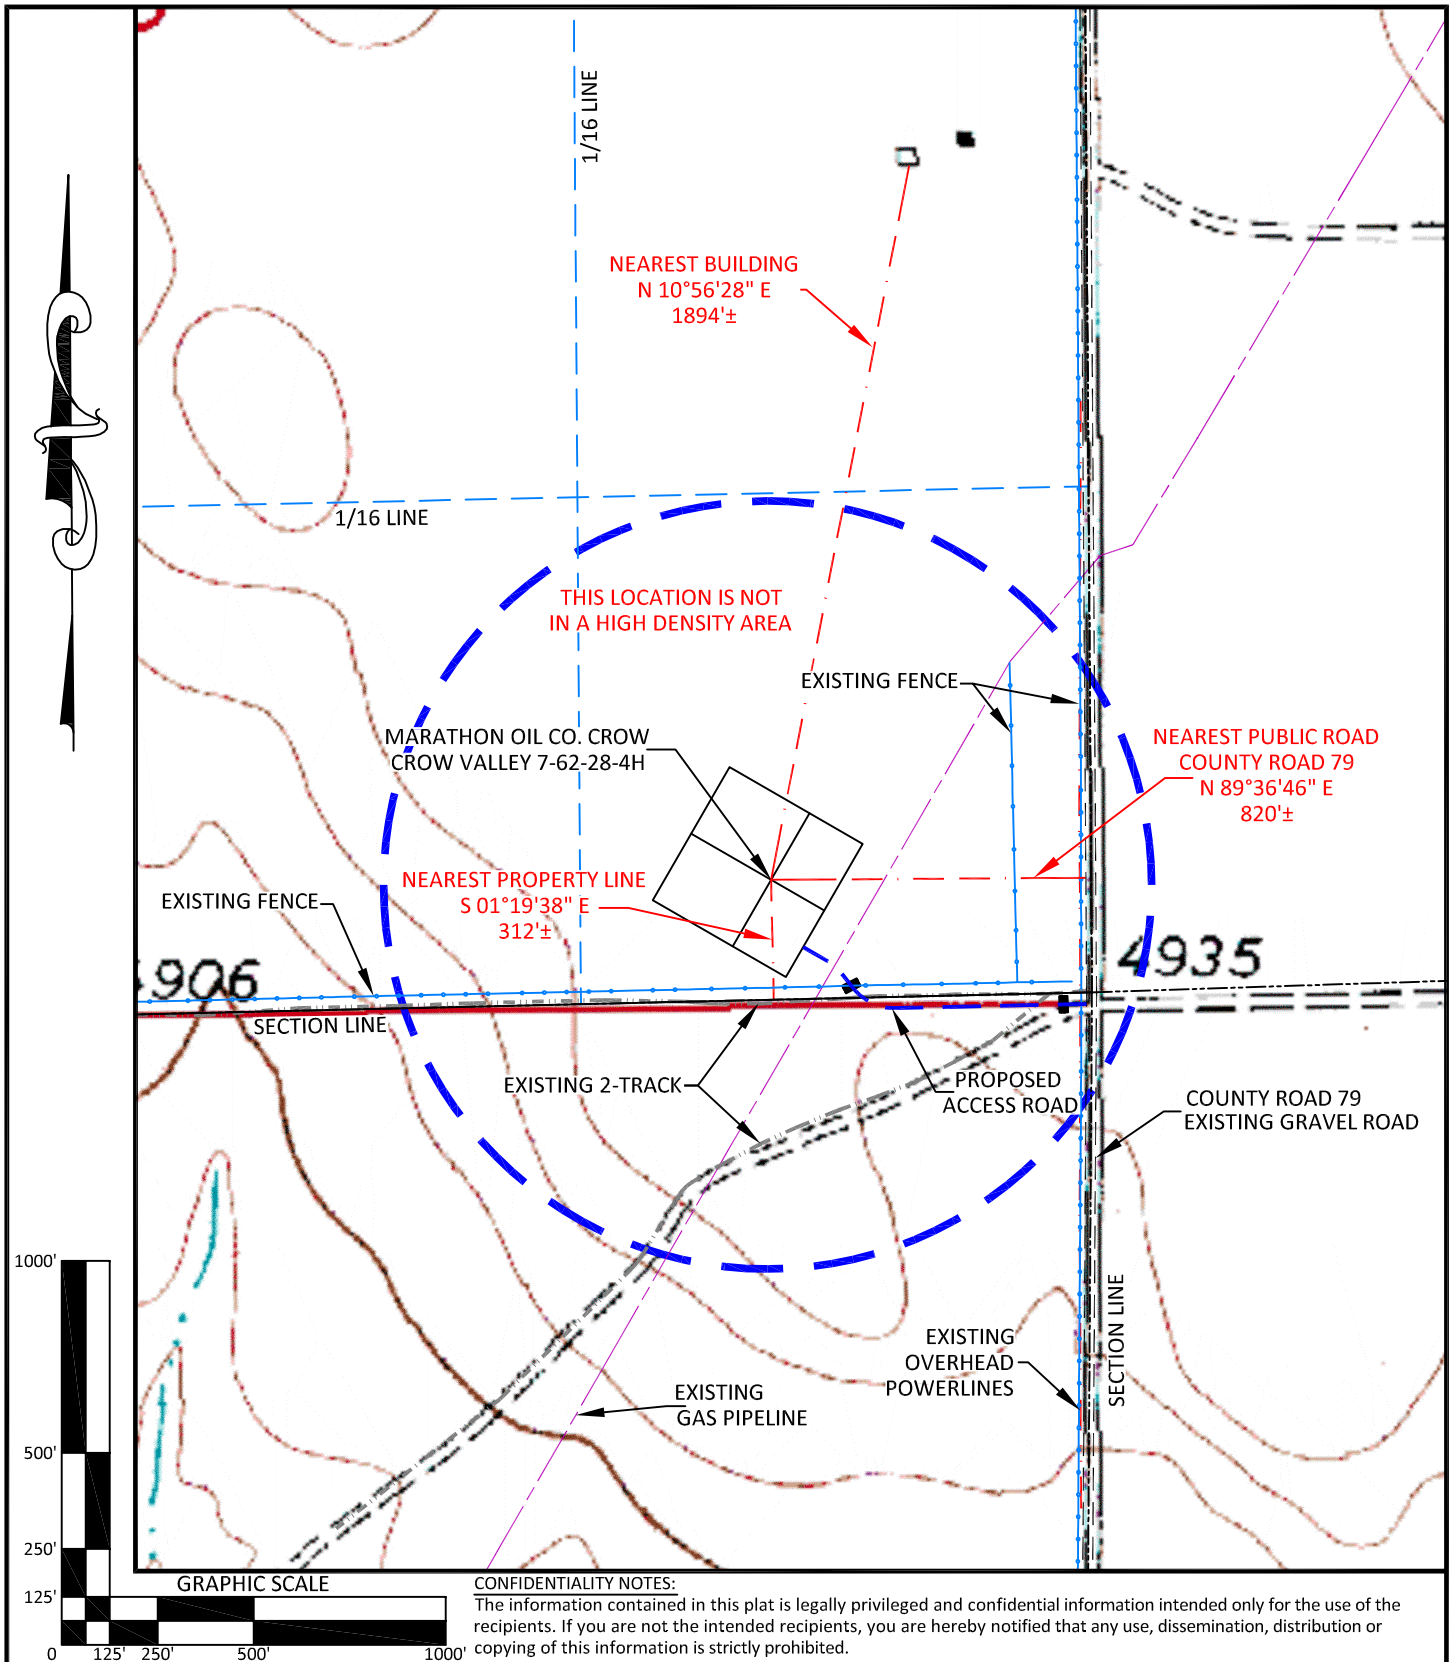 1/16 LINE
NEAREST BUILDING
N 10°56'28" E
1894'±
1/16 LINE
THIS LOCATION IS NOT
IN A HIGH DENSITY AREA
EXISTING FENCE
MARATHON OIL CO. CROW
CROW VALLEY 7-62-28-4H
NEAREST PUBLIC ROAD
COUNTY ROAD 79
N 89°36'46" E
820'±
NEAREST PROPERTY LINE
S 01°19'38" E
312'±
EXISTING FENCE
4906
4935
SECTION LINE
EXISTING 2-TRACK
PROPOSED
ACCESS ROAD
COUNTY ROAD 79
EXISTING GRAVEL ROAD
SECTION LINE
EXISTING
OVERHEAD
POWERLINES
EXISTING
GAS PIPELINE
1000'
500'
250'
125'
GRAPHIC SCALE
0 125' 250' 500' 1000'
CONFIDENTIALITY NOTES:
The information contained in this plat is legally privileged and confidential information intended only for the use of the
recipients. If you are not the intended recipients, you are hereby notified that any use, dissemination, distribution or
copying of this information is strictly prohibited.